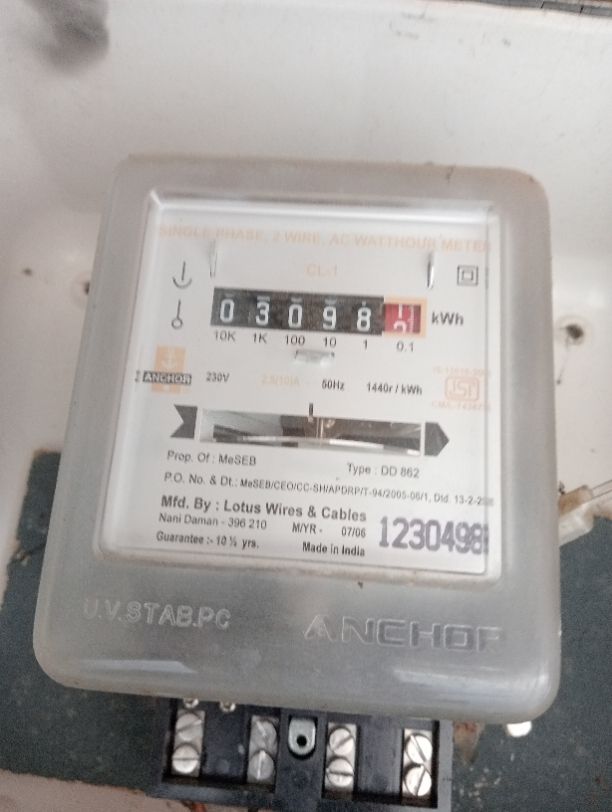 SINGLE PHASE, 2 WIRE, AC WATTHOUR METER
CL-1
0 3 0 9 8 kWh
10K 1K 100 10 1 0.1
ANCHOR 230V 2.5(10)A 50Hz 1440r / kWh
ISI
Prop. Of : MeSEB Type : DD 862
P.O. No. & Dt.: MeSEB/CEO/CC-SH/APDRP/T-94/2005-06/1, Dtd 13-2-
Mfd. By : Lotus Wires & Cables
Nani Daman - 396 210 M/YR - 07/06
Guarantee :- 10 ½ yrs. Made in India
1230498
U.V.STAB.PC ANCHOR